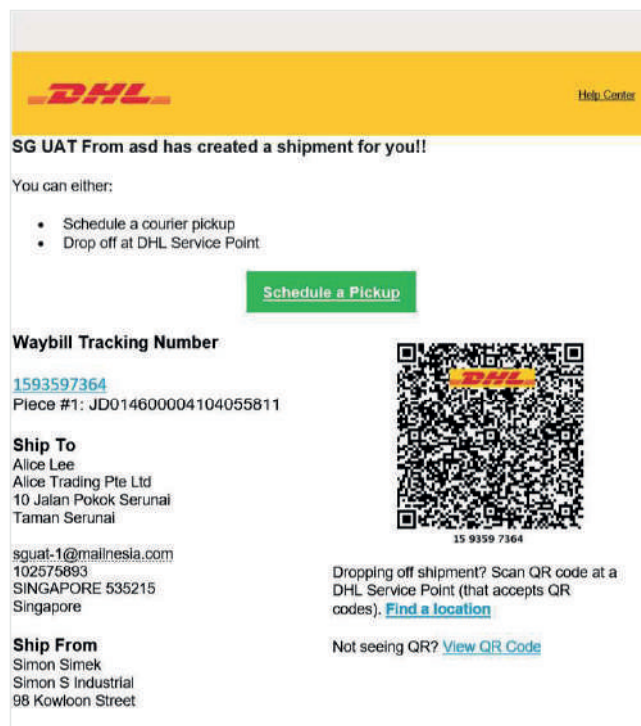 DHL
Help Center
SG UAT From asd has created a shipment for you!!
You can either:
• Schedule a courier pickup
• Drop off at DHL Service Point
Schedule a Pickup
Waybill Tracking Number
1593597364
Piece #1: JD014600004104055811
Ship To
Alice Lee
Alice Trading Pte Ltd
10 Jalan Pokok Serunai
Taman Serunai
sguat-1@mailnesia.com
102575893
SINGAPORE 535215
Singapore
Ship From
Simon Simek
Simon S Industrial
98 Kowloon Street
DHL
15 9359 7364
Dropping off shipment? Scan QR code at a
DHL Service Point (that accepts QR
codes). Find a location
Not seeing QR? View QR Code